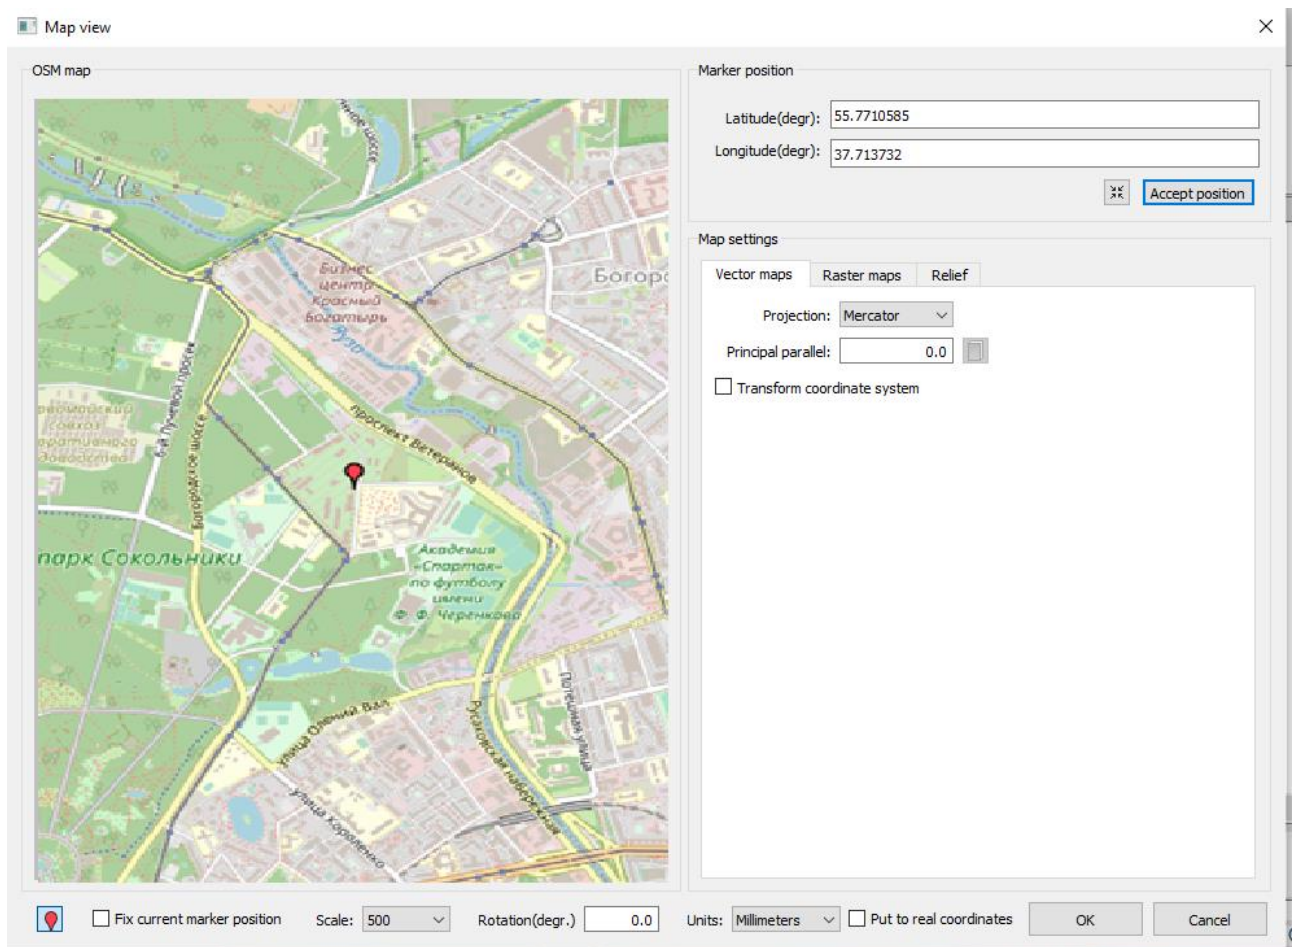 Map view
OSM map
Бизнес
центр
Красный
Богатырь
Богоро
Яуза
6-й Лучевой просек
Богородское шоссе
проспект Ветеранов
парк Сокольники
Академия
«Спартак»
по футболу
имени
Ф. Ф. Черенкова
улица Олений Вал
улица Короленко
Русаковская набережная
Потешная улица
Marker position
Latitude(degr): 55.7710585
Longitude(degr): 37.713732
Accept position
Map settings
Vector maps Raster maps Relief
Projection: Mercator
Principal parallel: 0.0
Transform coordinate system
Fix current marker position Scale: 500 Rotation(degr.) 0.0 Units: Millimeters Put to real coordinates OK Cancel